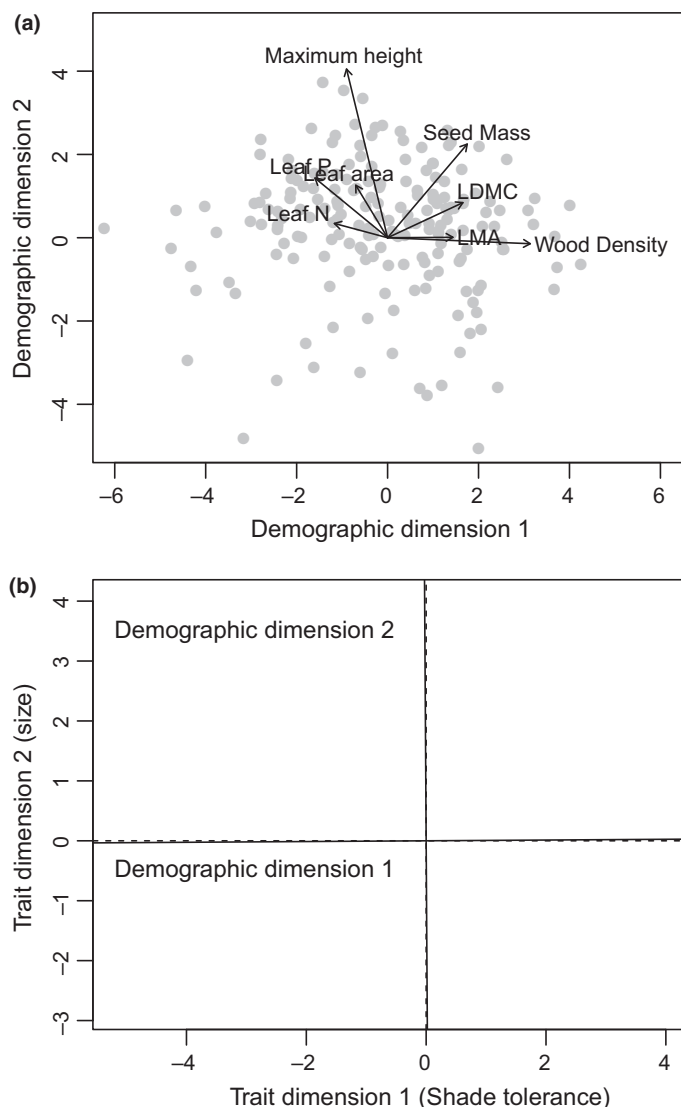 (a)
Maximum height
Seed Mass
Leaf P
Leaf area
LDMC
Leaf N
LMA
Wood Density
4
2
0
−2
−4
Demographic dimension 2
−6
−4
−2
0
2
4
6
Demographic dimension 1
(b)
4
3
2
1
0
−1
−2
−3
Trait dimension 2 (size)
Demographic dimension 2
Demographic dimension 1
−4
−2
0
2
4
Trait dimension 1 (Shade tolerance)